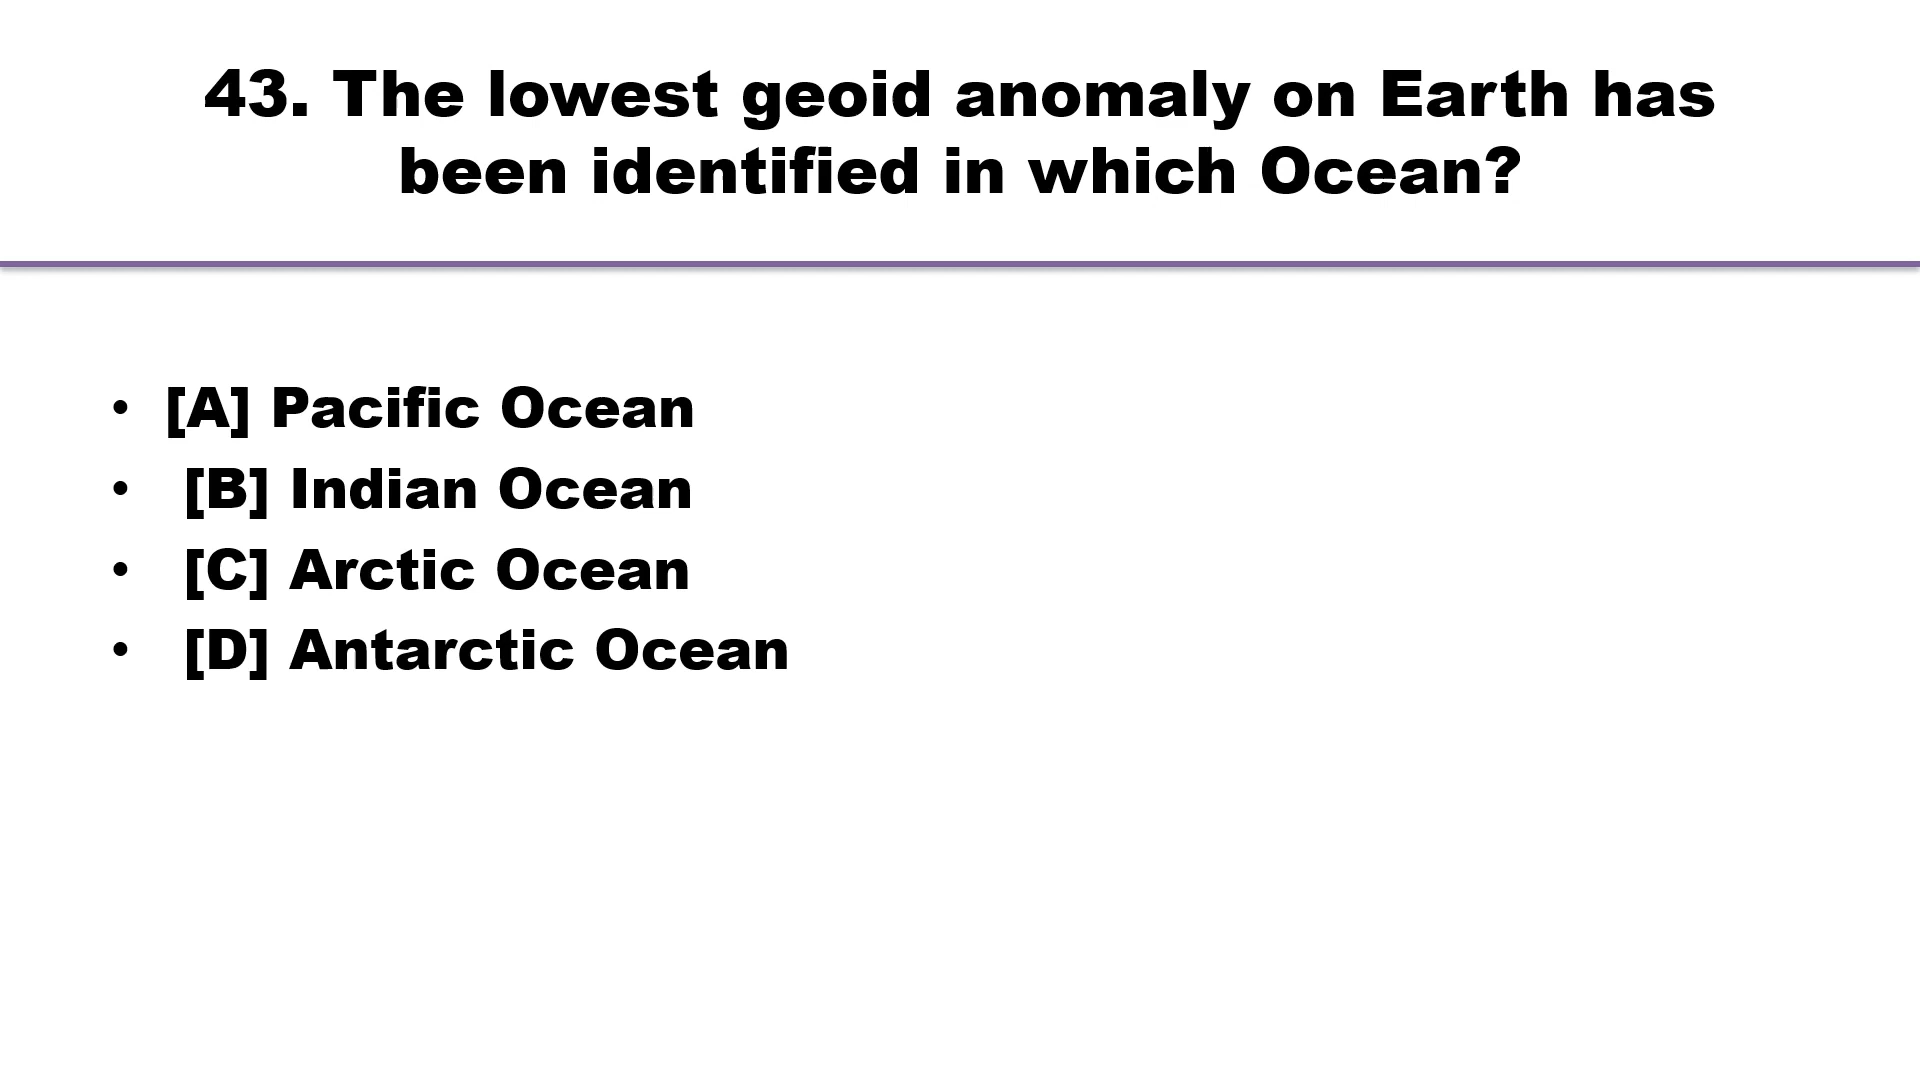 43. The lowest geoid anomaly on Earth has
been identified in which Ocean?
• [A] Pacific Ocean
• [B] Indian Ocean
• [C] Arctic Ocean
• [D] Antarctic Ocean